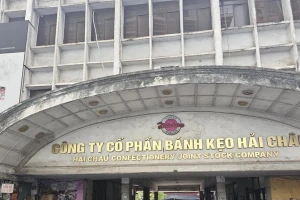 CÔNG TY CỔ PHẦN BÁNH KẸO HẢI CHÂU
HAI CHAU CONFECTIONERY JOINT STOCK COMPANY